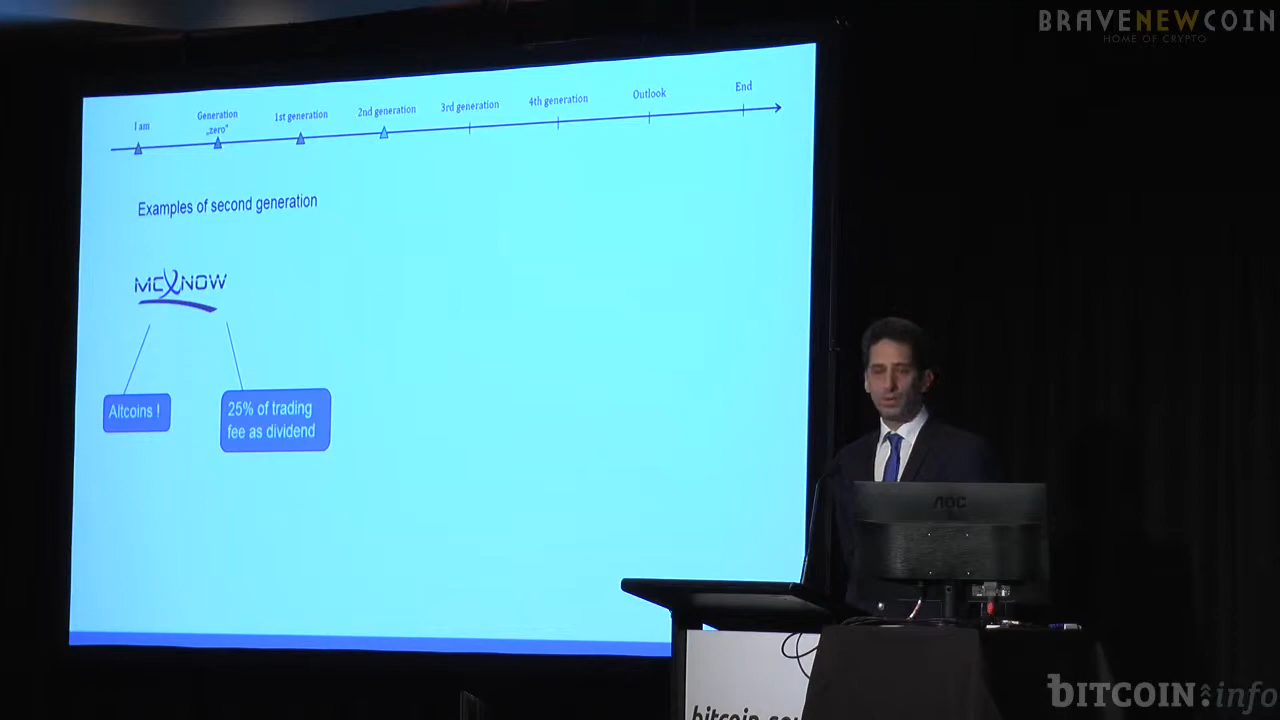 BRAVENEWCOIN
HOME OF CRYPTO
I am
Generation
„zero“
1st generation
2nd generation
3rd generation
4th generation
Outlook
End
Examples of second generation
MCXNOW
Altcoins !
25% of trading
fee as dividend
AOC
bitcoin
BITCOIN:info